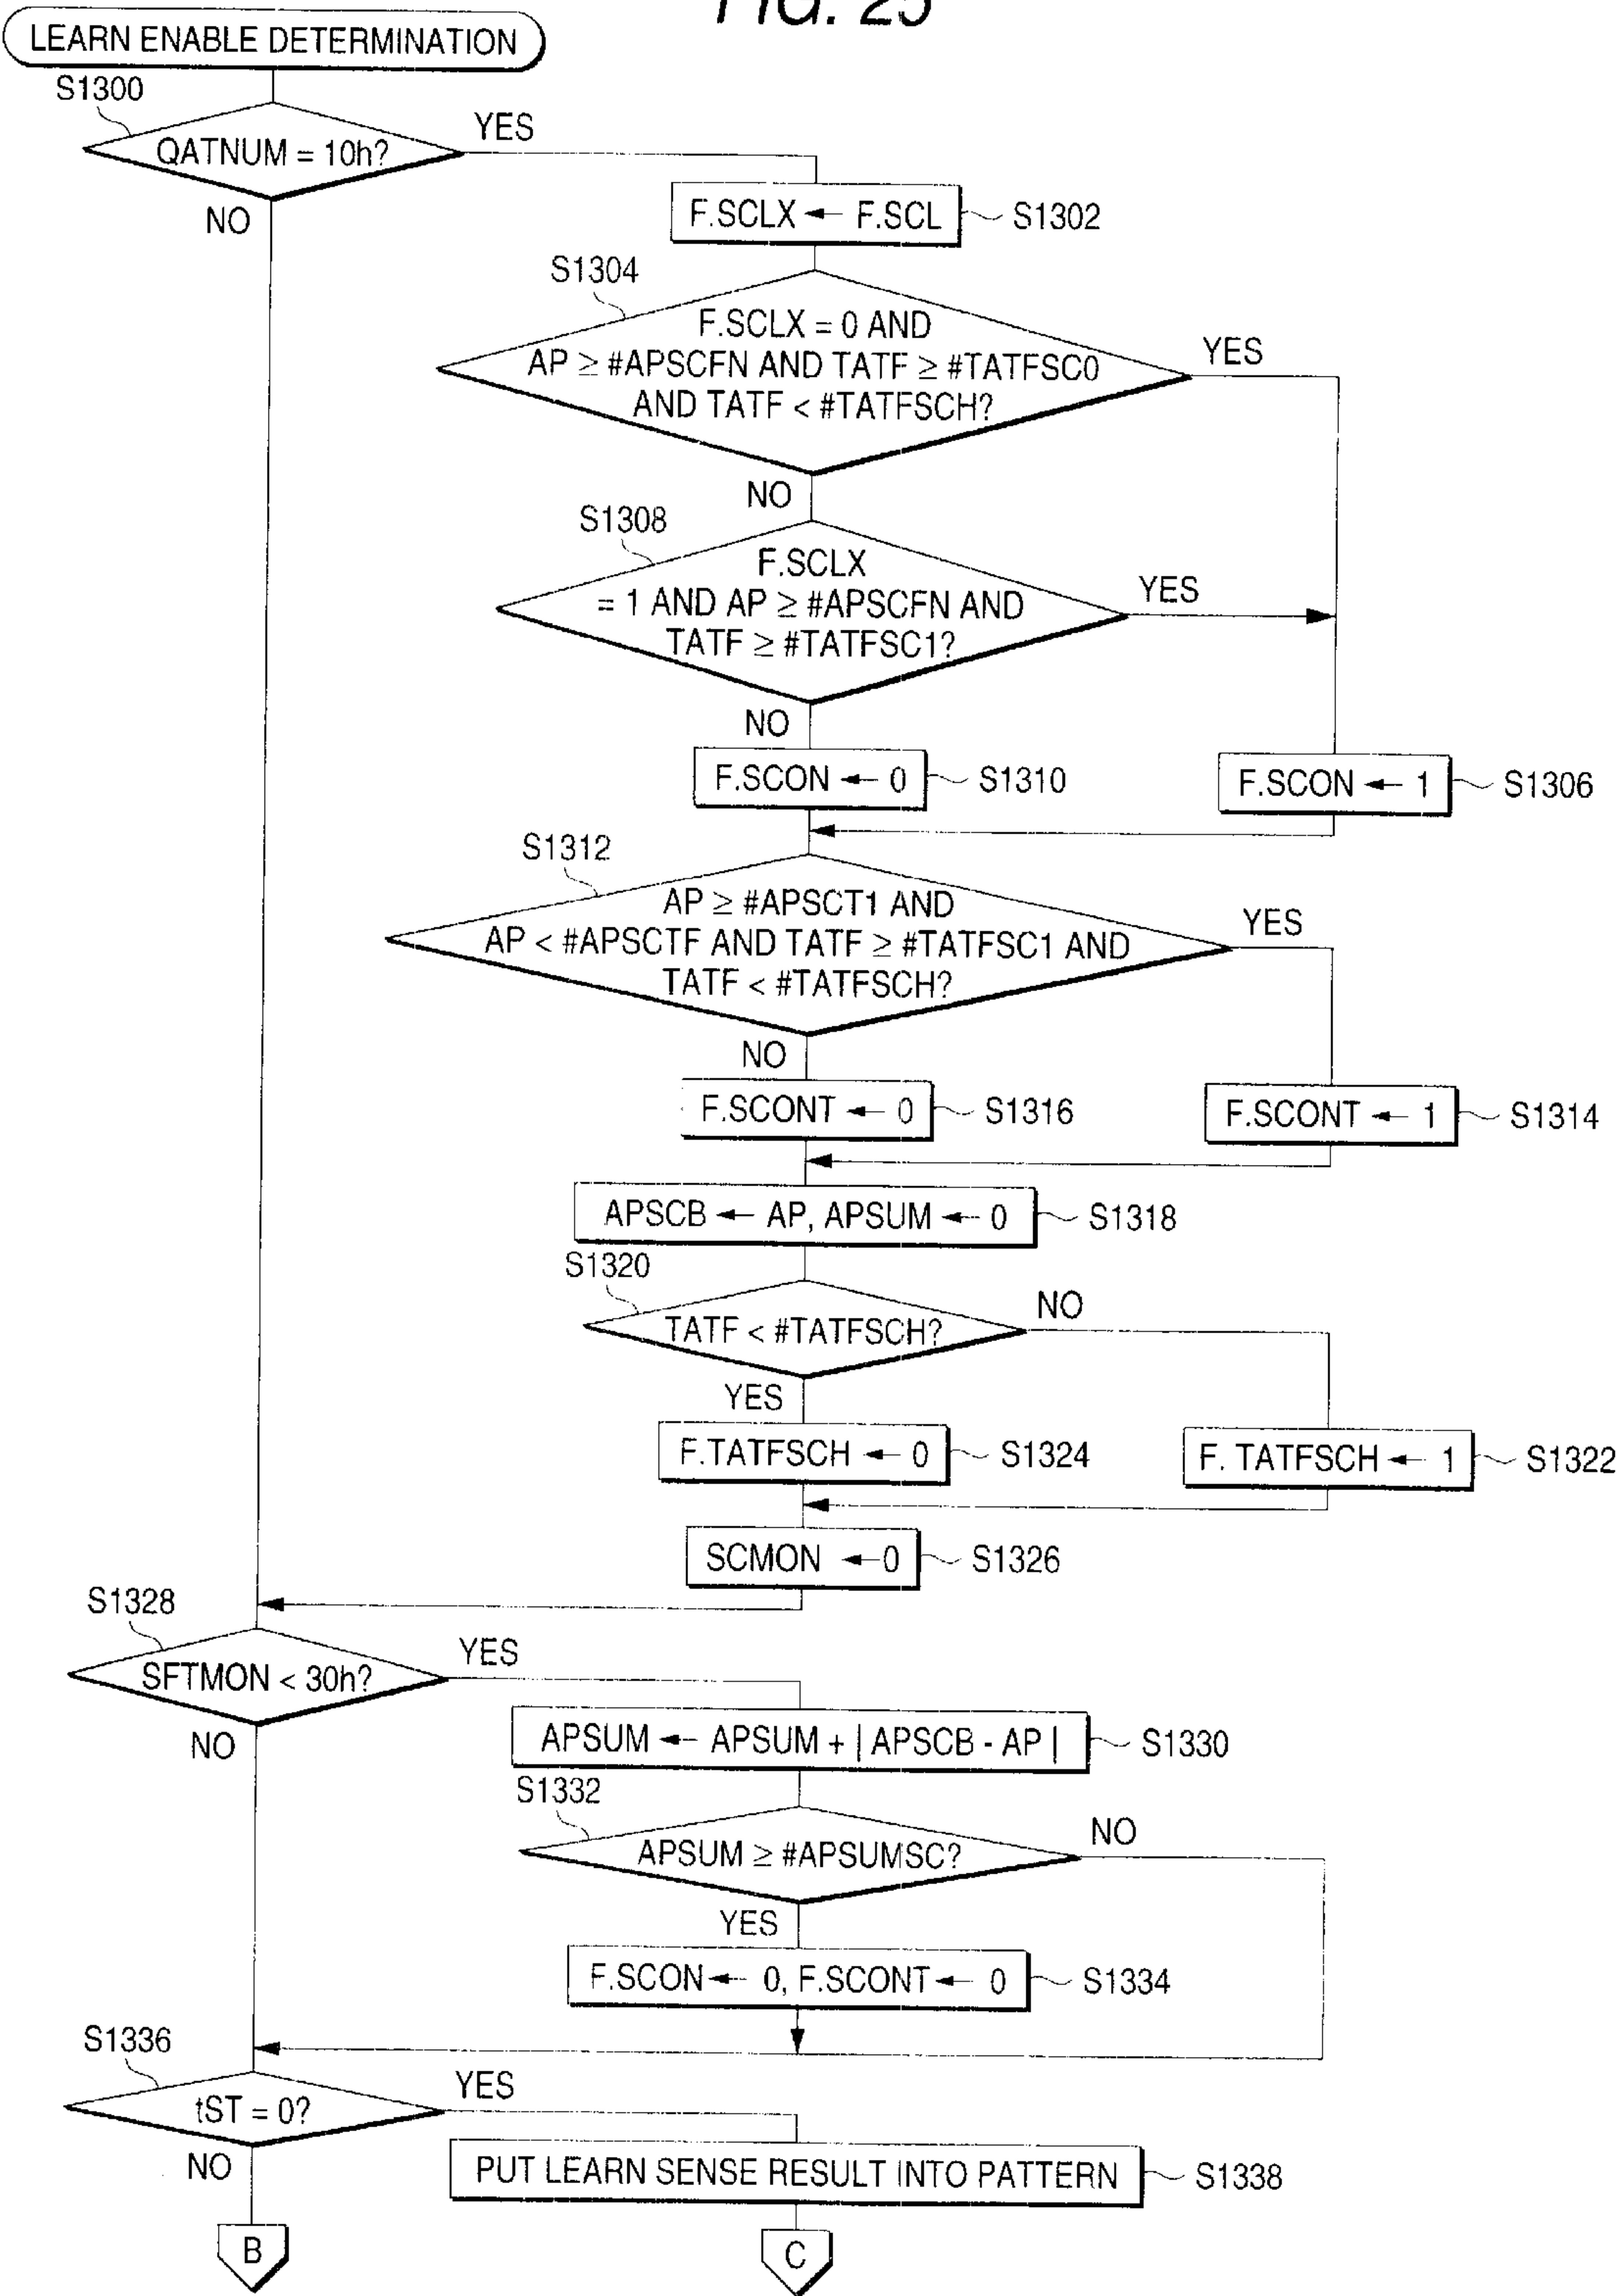 FIG. 25
LEARN ENABLE DETERMINATION
S1300
QATNUM = 10h?
YES
NO
F.SCLX ← F.SCL
S1302
S1304
F.SCLX = 0 AND
AP ≥ #APSCFN AND TATF ≥ #TATFSC0
AND TATF < #TATFSCH?
YES
NO
S1308
F.SCLX
= 1 AND AP ≥ #APSCFN AND
TATF ≥ #TATFSC1?
YES
NO
F.SCON ← 0
S1310
F.SCON ← 1
S1306
S1312
AP ≥ #APSCT1 AND
AP < #APSCTF AND TATF ≥ #TATFSC1 AND
TATF < #TATFSCH?
YES
NO
F.SCONT ← 0
S1316
F.SCONT ← 1
S1314
APSCB ← AP, APSUM ← 0
S1318
S1320
TATF < #TATFSCH?
NO
YES
F.TATFSCH ← 0
S1324
F. TATFSCH ← 1
S1322
SCMON ← 0
S1326
S1328
SFTMON < 30h?
YES
NO
APSUM ← APSUM + | APSCB - AP |
S1330
S1332
APSUM ≥ #APSUMSC?
NO
YES
F.SCON ← 0, F.SCONT ← 0
S1334
S1336
tST = 0?
YES
NO
PUT LEARN SENSE RESULT INTO PATTERN
S1338
B
C